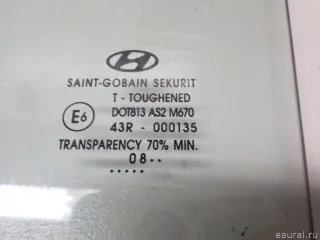 SAINT-GOBAIN SEKURIT
T - TOUGHENED
E6
DOT813 AS2 M670
43R - 000135
TRANSPARENCY 70% MIN.
08..
.....
© eaural.ru